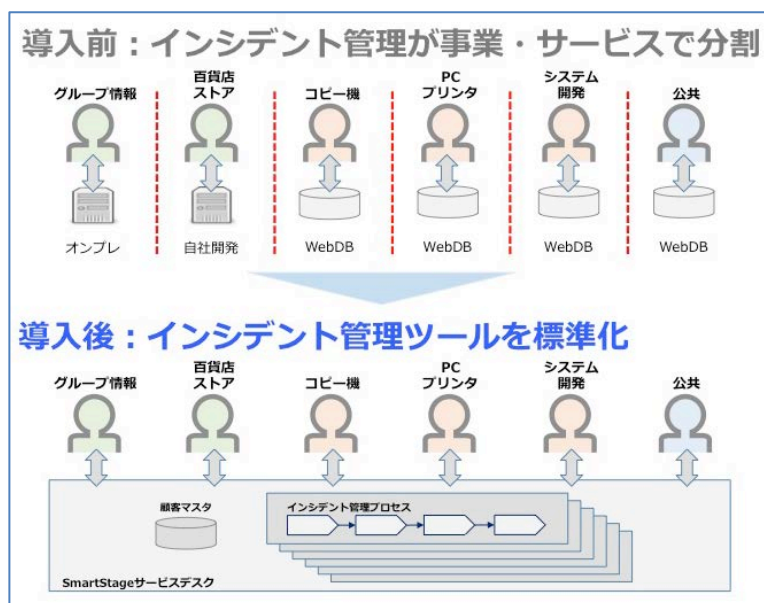 導入前：インシデント管理が事業・サービスで分割
グループ情報
百貨店
ストア
コピー機
PC
プリンタ
システム
開発
公共
オンプレ
自社開発
WebDB
WebDB
WebDB
WebDB
導入後：インシデント管理ツールを標準化
グループ情報
百貨店
ストア
コピー機
PC
プリンタ
システム
開発
公共
顧客マスタ
インシデント管理プロセス
SmartStageサービスデスク